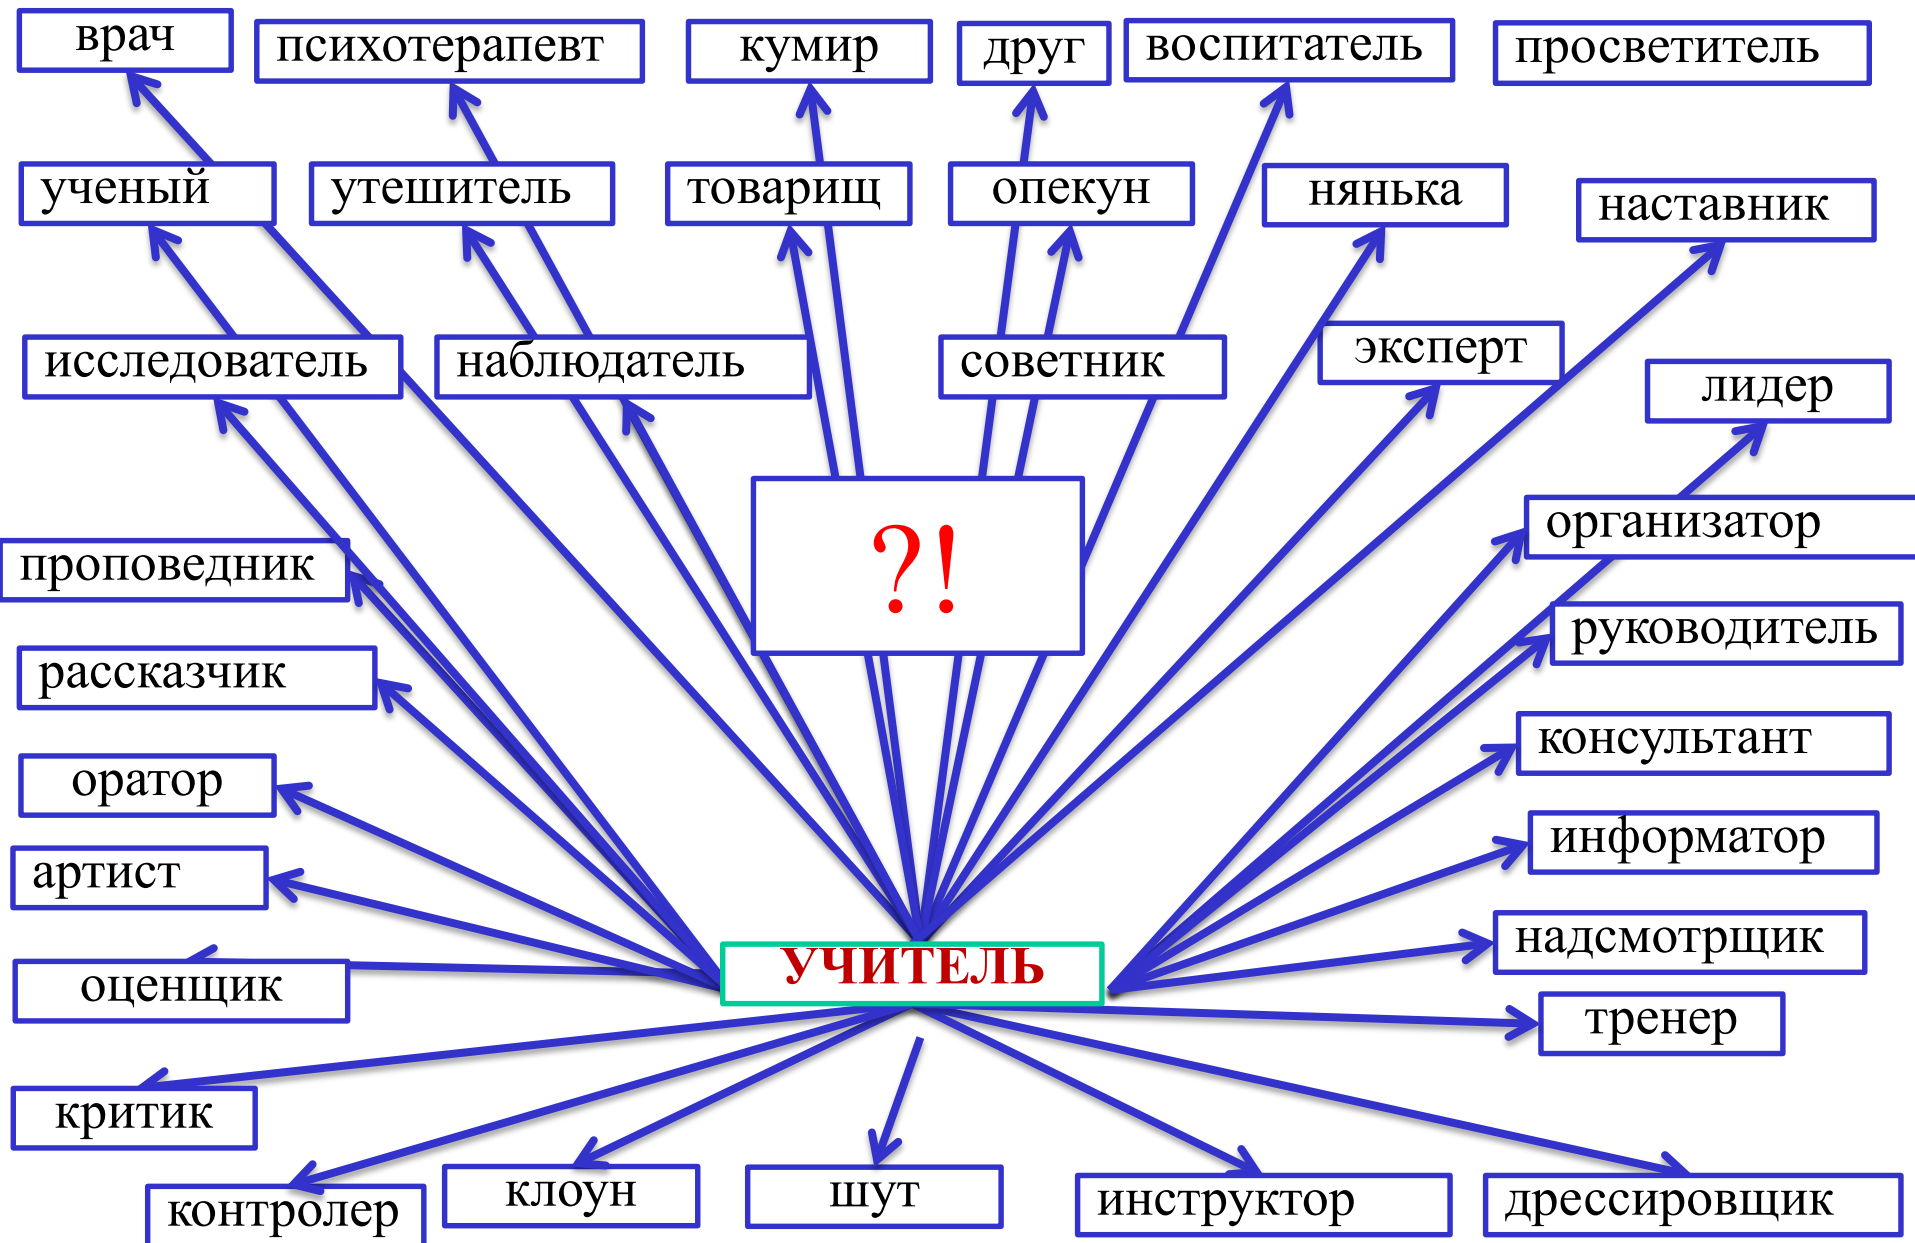 врач
психотерапевт
кумир
друг
воспитатель
просветитель
ученый
утешитель
товарищ
опекун
нянька
наставник
исследователь
наблюдатель
советник
эксперт
лидер
?!
организатор
проповедник
руководитель
рассказчик
консультант
оратор
информатор
артист
надсмотрщик
УЧИТЕЛЬ
оценщик
тренер
критик
контролер
клоун
шут
инструктор
дрессировщик